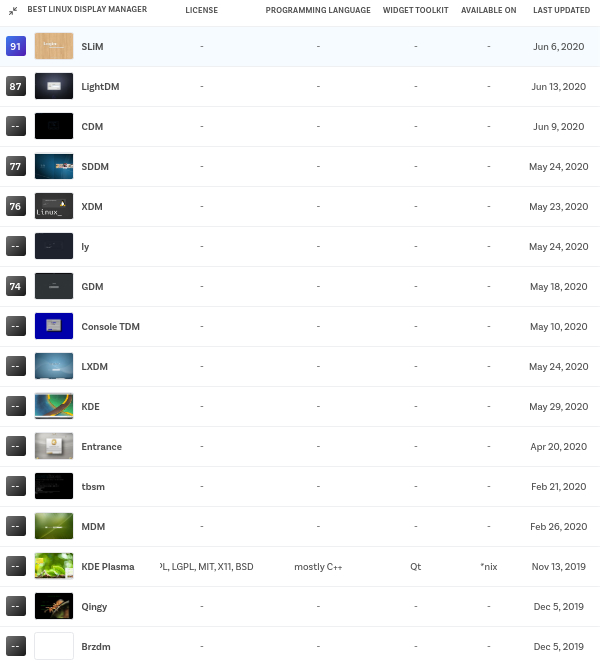 BEST LINUX DISPLAY MANAGER LICENSE PROGRAMMING LANGUAGE WIDGET TOOLKIT AVAILABLE ON LAST UPDATED
91 SLiM - - - - Jun 6, 2020
87 LightDM - - - - Jun 13, 2020
-- CDM - - - - Jun 9, 2020
77 SDDM - - - - May 24, 2020
76 Linux_ XDM - - - - May 23, 2020
-- ly - - - - May 24, 2020
74 GDM - - - - May 18, 2020
-- Console TDM - - - - May 10, 2020
-- LXDM - - - - May 24, 2020
-- KDE - - - - May 29, 2020
-- Entrance - - - - Apr 20, 2020
-- tbsm - - - - Feb 21, 2020
-- MDM - - - - Feb 26, 2020
-- KDE Plasma PL, LGPL, MIT, X11, BSD mostly C++ Qt *nix Nov 13, 2019
-- Qingy - - - - Dec 5, 2019
-- Brzdm - - - - Dec 5, 2019